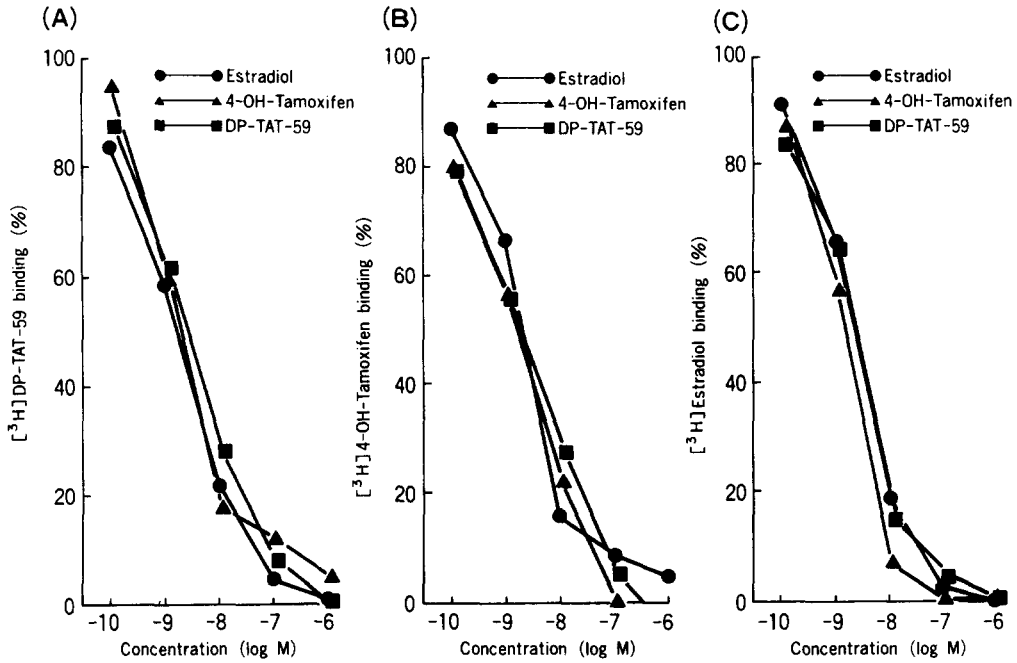 (A)
[³H]DP-TAT-59 binding (%)
100
80
60
40
20
0
Estradiol
4-OH-Tamoxifen
DP-TAT-59
-10 -9 -8 -7 -6
Concentration (log M)
(B)
[³H]4-OH-Tamoxifen binding (%)
100
80
60
40
20
0
Estradiol
4-OH-Tamoxifen
DP-TAT-59
-10 -9 -8 -7 -6
Concentration (log M)
(C)
[³H]Estradiol binding (%)
100
80
60
40
20
0
Estradiol
4-OH-Tamoxifen
DP-TAT-59
-10 -9 -8 -7 -6
Concentration (log M)